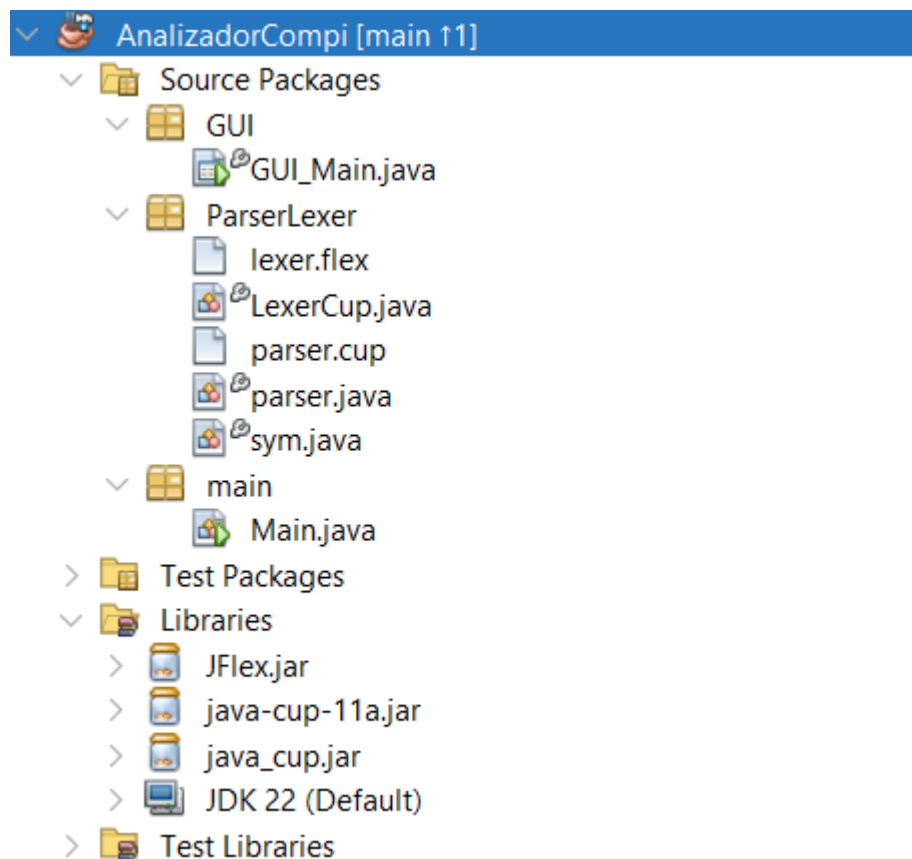 AnalizadorCompi [main ↑1]
Source Packages
GUI
GUI_Main.java
ParserLexer
lexer.flex
LexerCup.java
parser.cup
parser.java
sym.java
main
Main.java
Test Packages
Libraries
JFlex.jar
java-cup-11a.jar
java_cup.jar
JDK 22 (Default)
Test Libraries